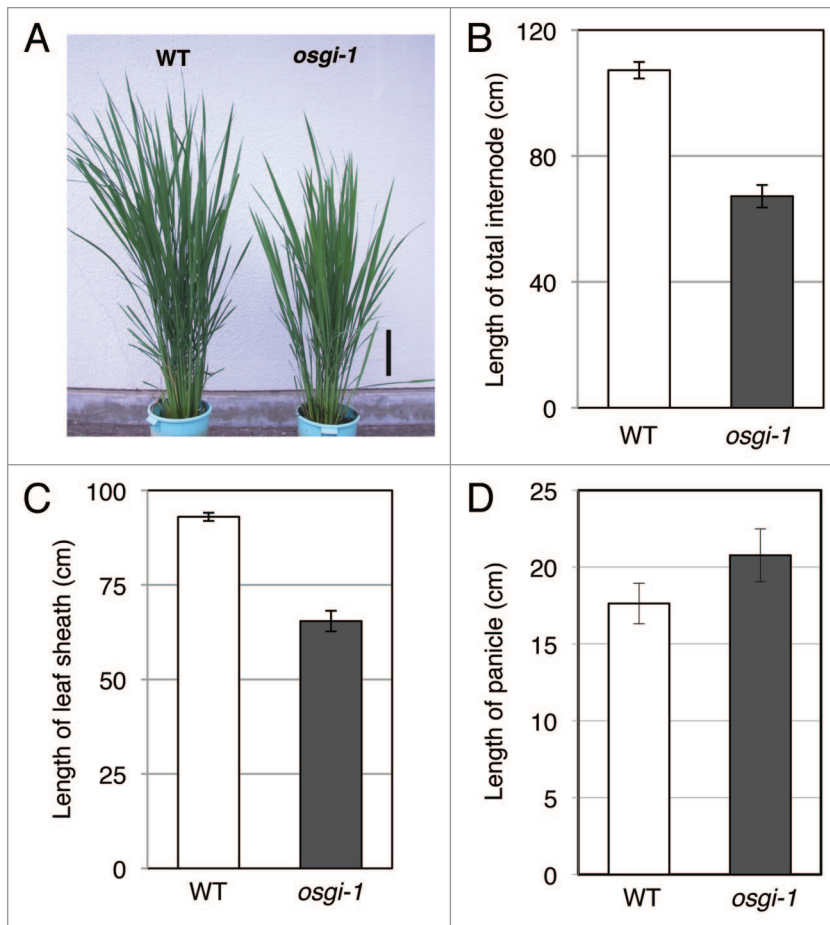 A
WT
osgi-1
B
Length of total internode (cm)
120
80
40
0
WT
osgi-1
C
Length of leaf sheath (cm)
100
75
50
25
0
WT
osgi-1
D
Length of panicle (cm)
25
20
15
10
5
0
WT
osgi-1